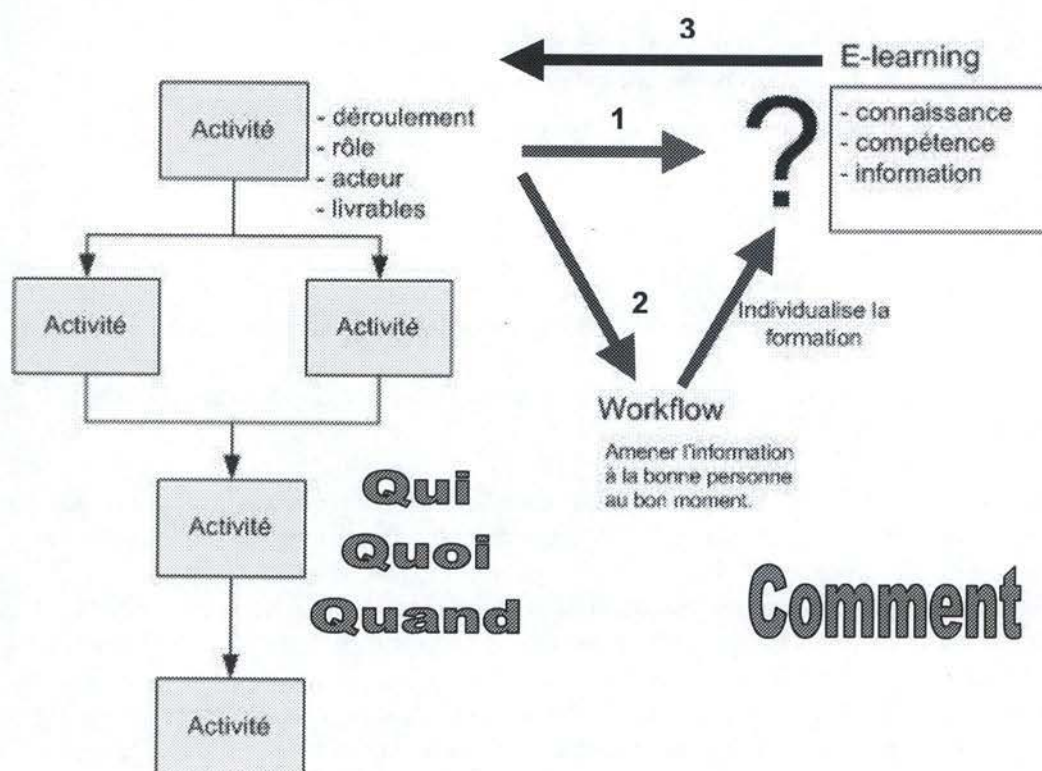 3
E-learning
Activité
- déroulement
- rôle
- acteur
- livrables
1
?
- connaissance
- compétence
- information
Activité
Activité
2
Individualise la
formation
Workflow
Amener l'information
à la bonne personne
au bon moment.
Activité
Qui
Quoi
Quand
Comment
Activité